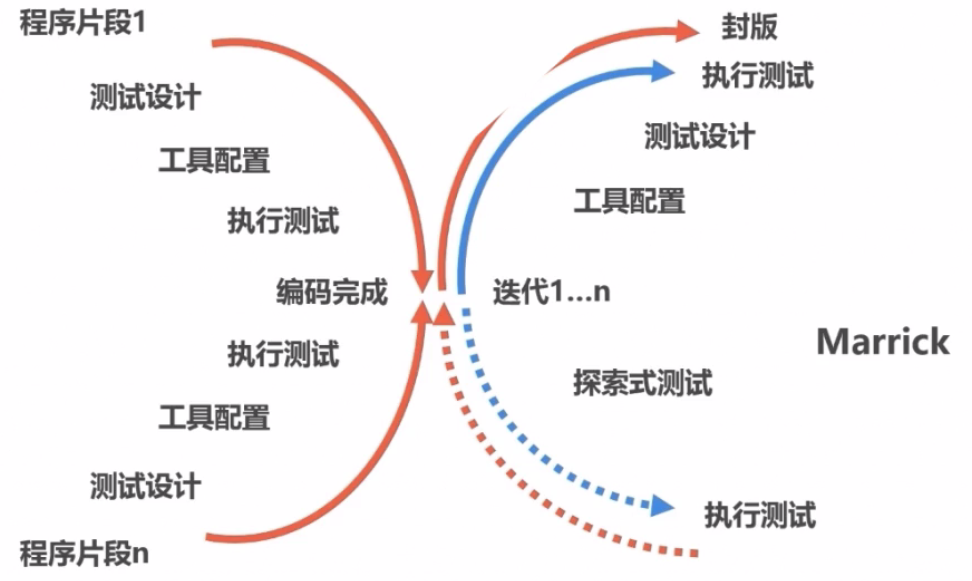 程序片段1
测试设计
工具配置
执行测试
编码完成
执行测试
工具配置
测试设计
程序片段n
封版
执行测试
测试设计
工具配置
迭代1...n
Marrick
探索式测试
执行测试